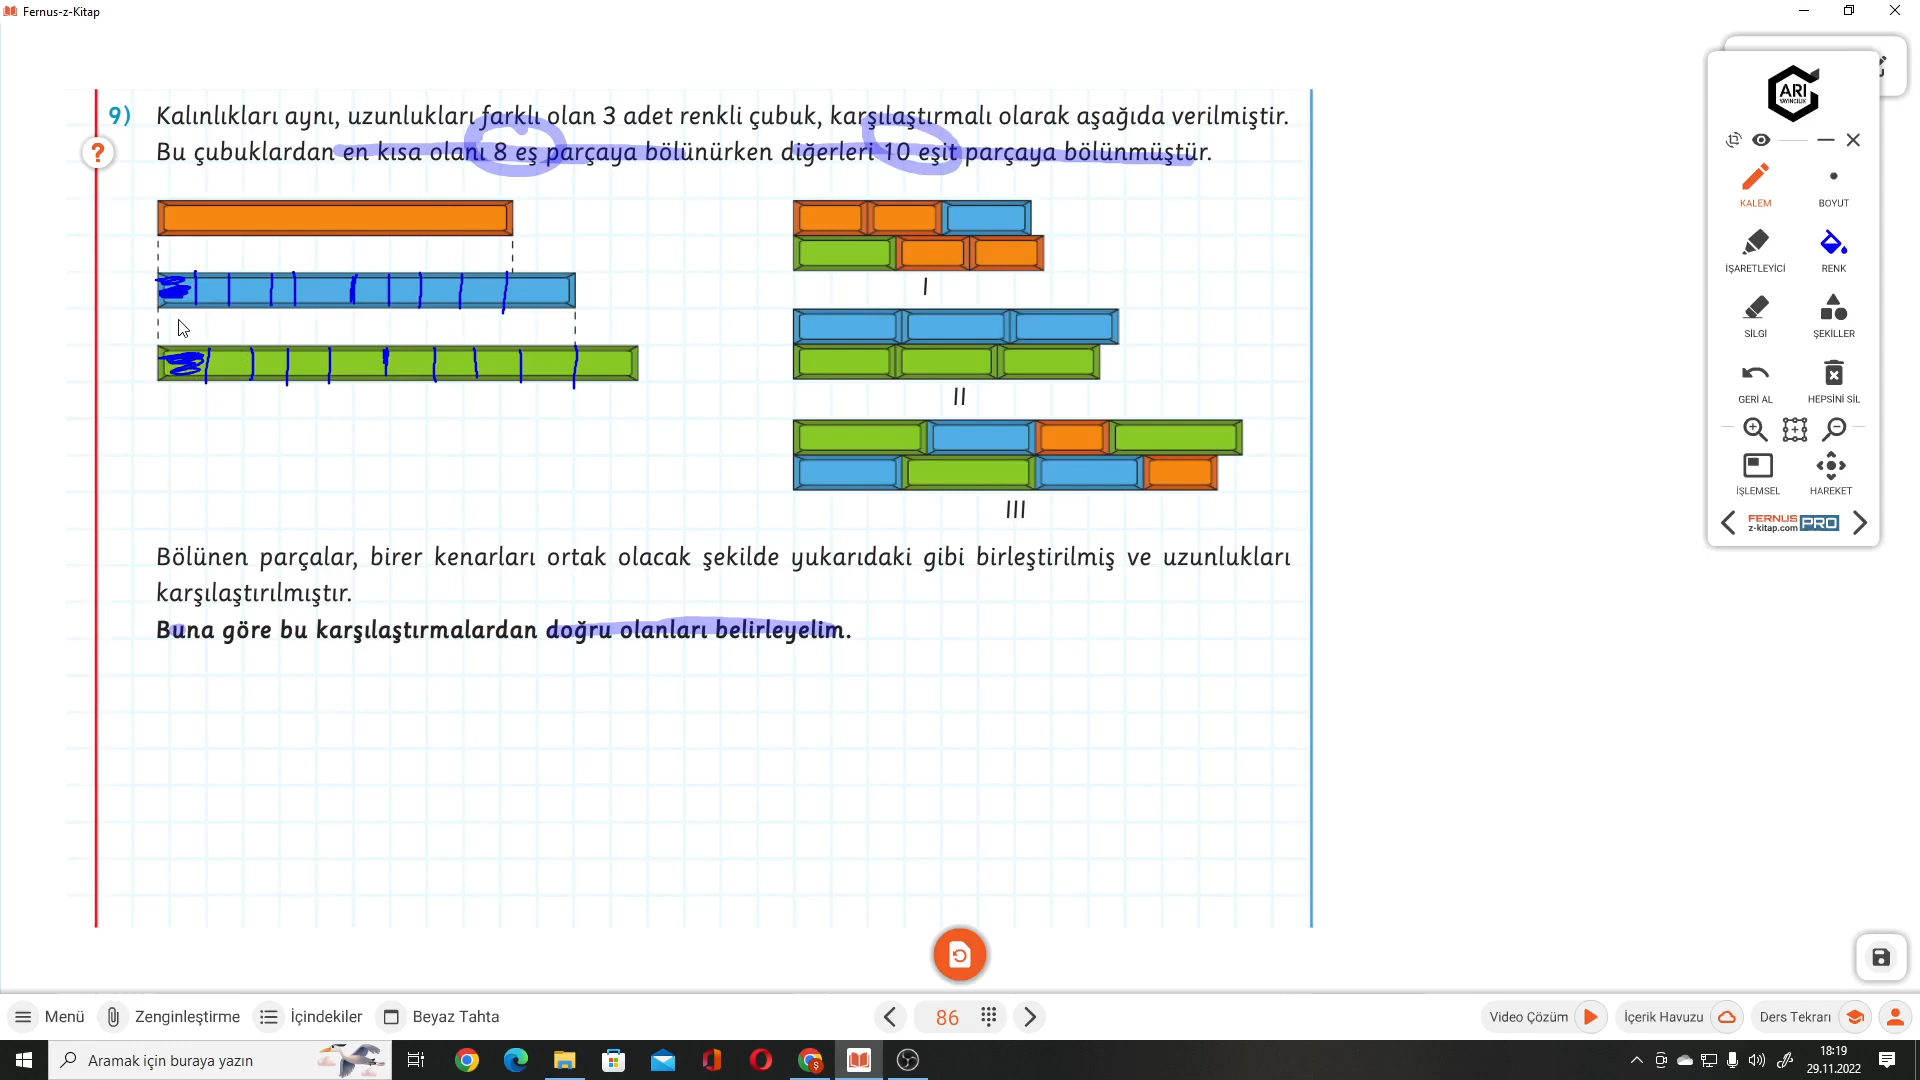 Fernus-z-Kitap
9) Kalınlıkları aynı, uzunlukları farklı olan 3 adet renkli çubuk, karşılaştırmalı olarak aşağıda verilmiştir.
? Bu çubuklardan en kısa olanı 8 eş parçaya bölünürken diğerleri 10 eşit parçaya bölünmüştür.
I
II
III
Bölünen parçalar, birer kenarları ortak olacak şekilde yukarıdaki gibi birleştirilmiş ve uzunlukları
karşılaştırılmıştır.
Buna göre bu karşılaştırmalardan doğru olanları belirleyelim.
ARI
YAYINCILIK
KALEM BOYUT
İŞARETLEYİCİ RENK
SİLGİ ŞEKİLLER
GERİ AL HEPSİNİ SİL
İŞLEMSEL HAREKET
FERNUS
z-kitap.com PRO
Menü Zenginleştirme İçindekiler Beyaz Tahta 86 Video Çözüm İçerik Havuzu Ders Tekrarı
Aramak için buraya yazın
18:19
29.11.2022